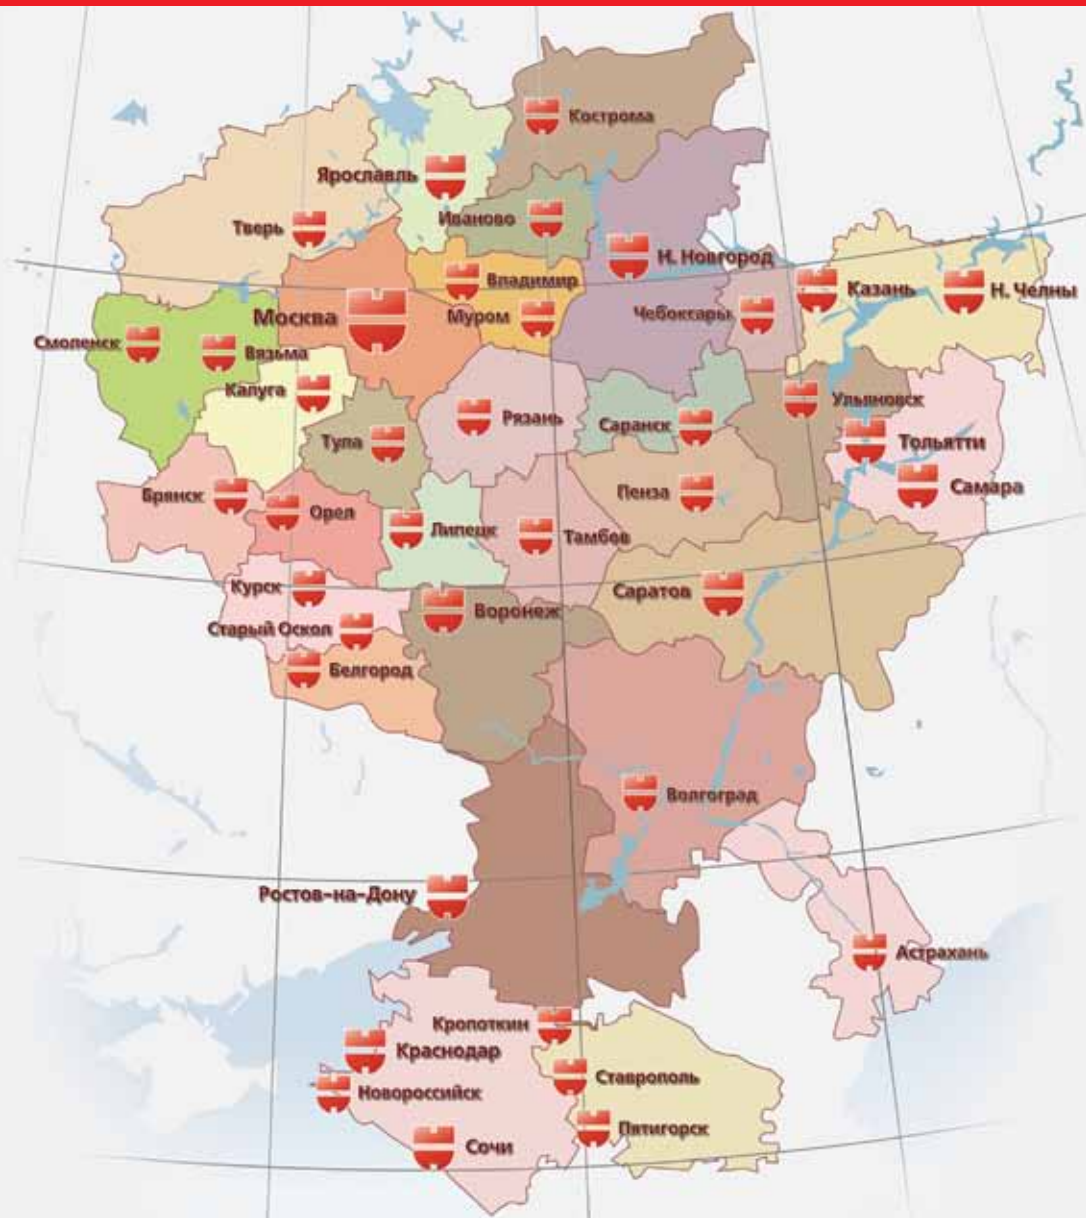 Кострома
Ярославль
Иваново
Тверь
Н. Новгород
Владимир
Казань
Н. Челны
Москва
Муром
Чебоксары
Смоленск
Вязьма
Калуга
Ульяновск
Рязань
Саранск
Тула
Тольятти
Самара
Брянск
Пенза
Орел
Липецк
Тамбов
Курск
Саратов
Воронеж
Старый Оскол
Белгород
Волгоград
Ростов-на-Дону
Астрахань
Кропоткин
Краснодар
Ставрополь
Новороссийск
Пятигорск
Сочи